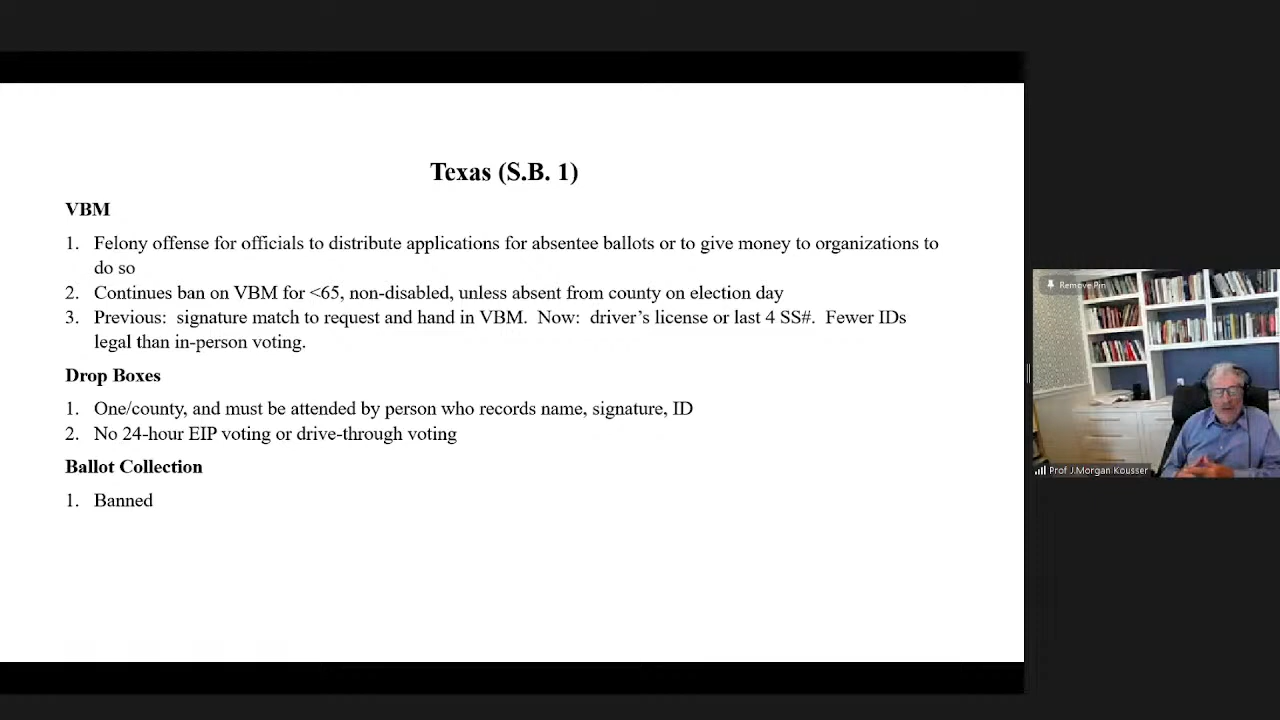 Texas (S.B. 1)
VBM
1. Felony offense for officials to distribute applications for absentee ballots or to give money to organizations to
do so
2. Continues ban on VBM for <65, non-disabled, unless absent from county on election day
3. Previous:  signature match to request and hand in VBM.  Now:  driver's license or last 4 SS#.  Fewer IDs
legal than in-person voting.
Drop Boxes
1. One/county, and must be attended by person who records name, signature, ID
2. No 24-hour EIP voting or drive-through voting
Ballot Collection
1. Banned
Remove Pin
Prof J.Morgan Kousser